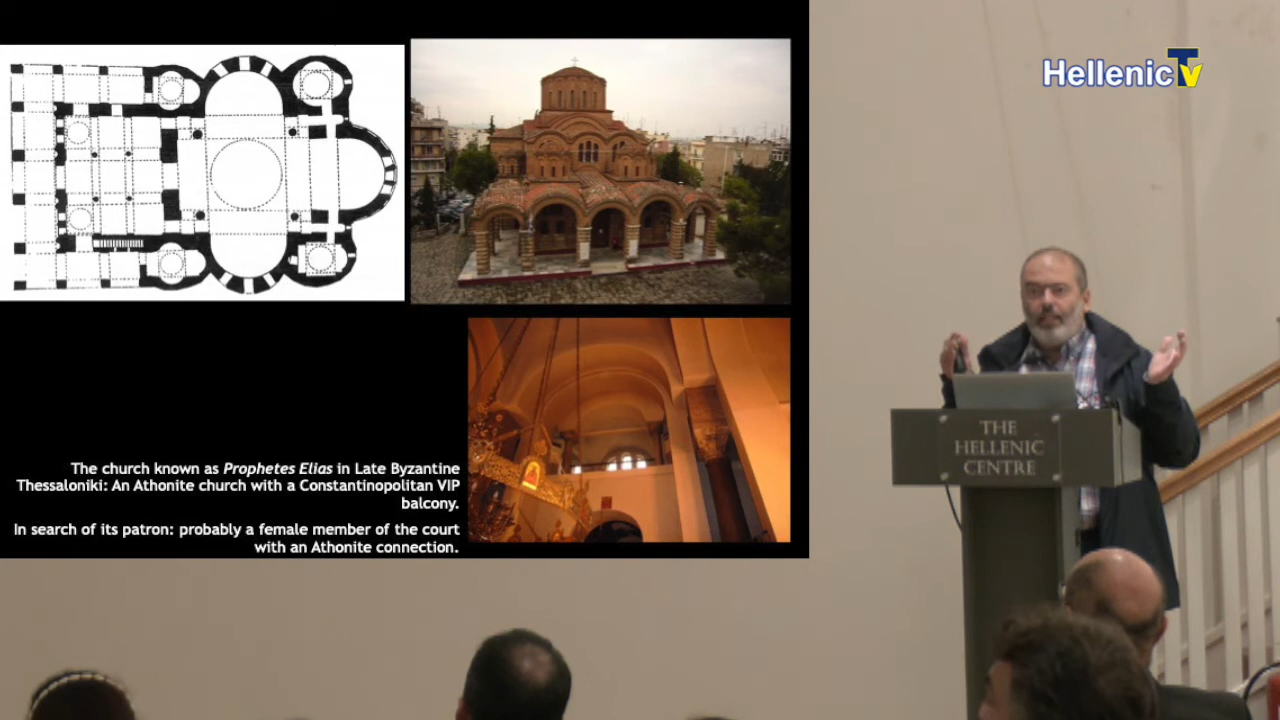 HellenicTv
The church known as Prophetes Elias in Late Byzantine
Thessaloniki: An Athonite church with a Constantinopolitan VIP
balcony.
In search of its patron: probably a female member of the court
with an Athonite connection.
THE
HELLENIC
CENTRE